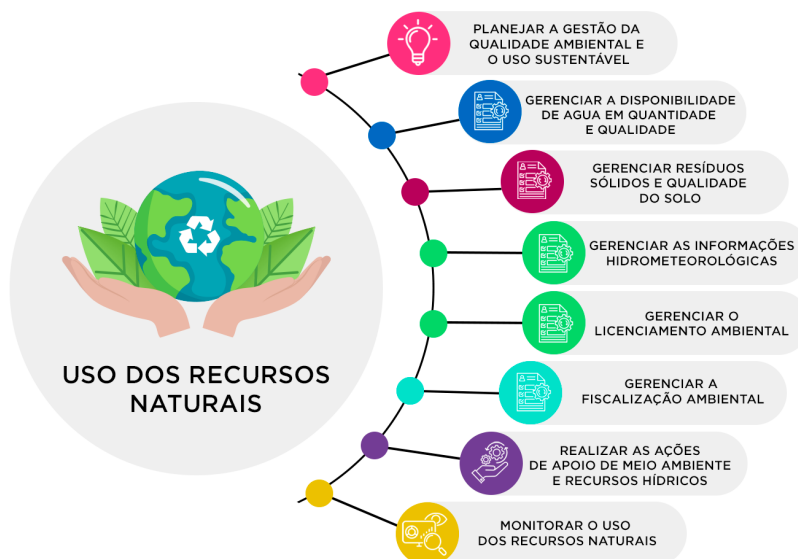 PLANEJAR A GESTÃO DA
QUALIDADE AMBIENTAL E
O USO SUSTENTÁVEL
GERENCIAR A DISPONIBILIDADE
DE AGUA EM QUANTIDADE
E QUALIDADE
GERENCIAR RESÍDUOS
SÓLIDOS E QUALIDADE
DO SOLO
GERENCIAR AS INFORMAÇÕES
HIDROMETEOROLÓGICAS
GERENCIAR O
LICENCIAMENTO AMBIENTAL
GERENCIAR A
FISCALIZAÇÃO AMBIENTAL
REALIZAR AS AÇÕES
DE APOIO DE MEIO AMBIENTE
E RECURSOS HÍDRICOS
MONITORAR O USO
DOS RECURSOS NATURAIS
USO DOS RECURSOS
NATURAIS